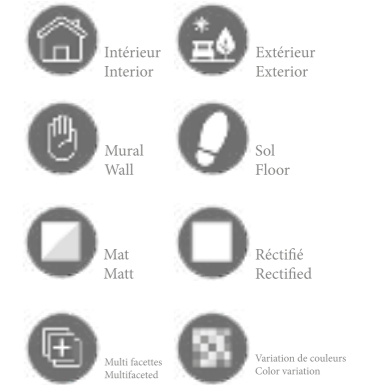 Intérieur
Interior
Extérieur
Exterior
Mural
Wall
Sol
Floor
Mat
Matt
Réctifié
Rectified
Multi facettes
Multifaceted
Variation de couleurs
Color variation